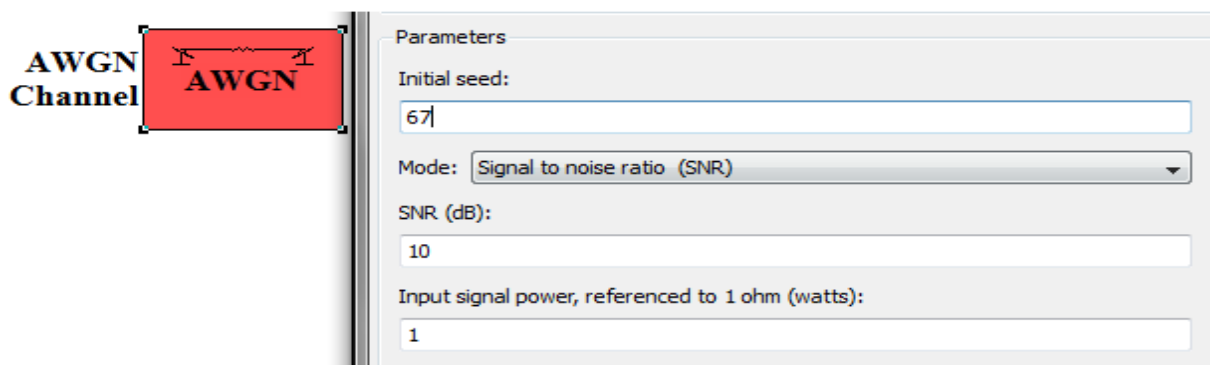 AWGN
Channel
AWGN
Parameters
Initial seed:
67
Mode: Signal to noise ratio (SNR)
SNR (dB):
10
Input signal power, referenced to 1 ohm (watts):
1